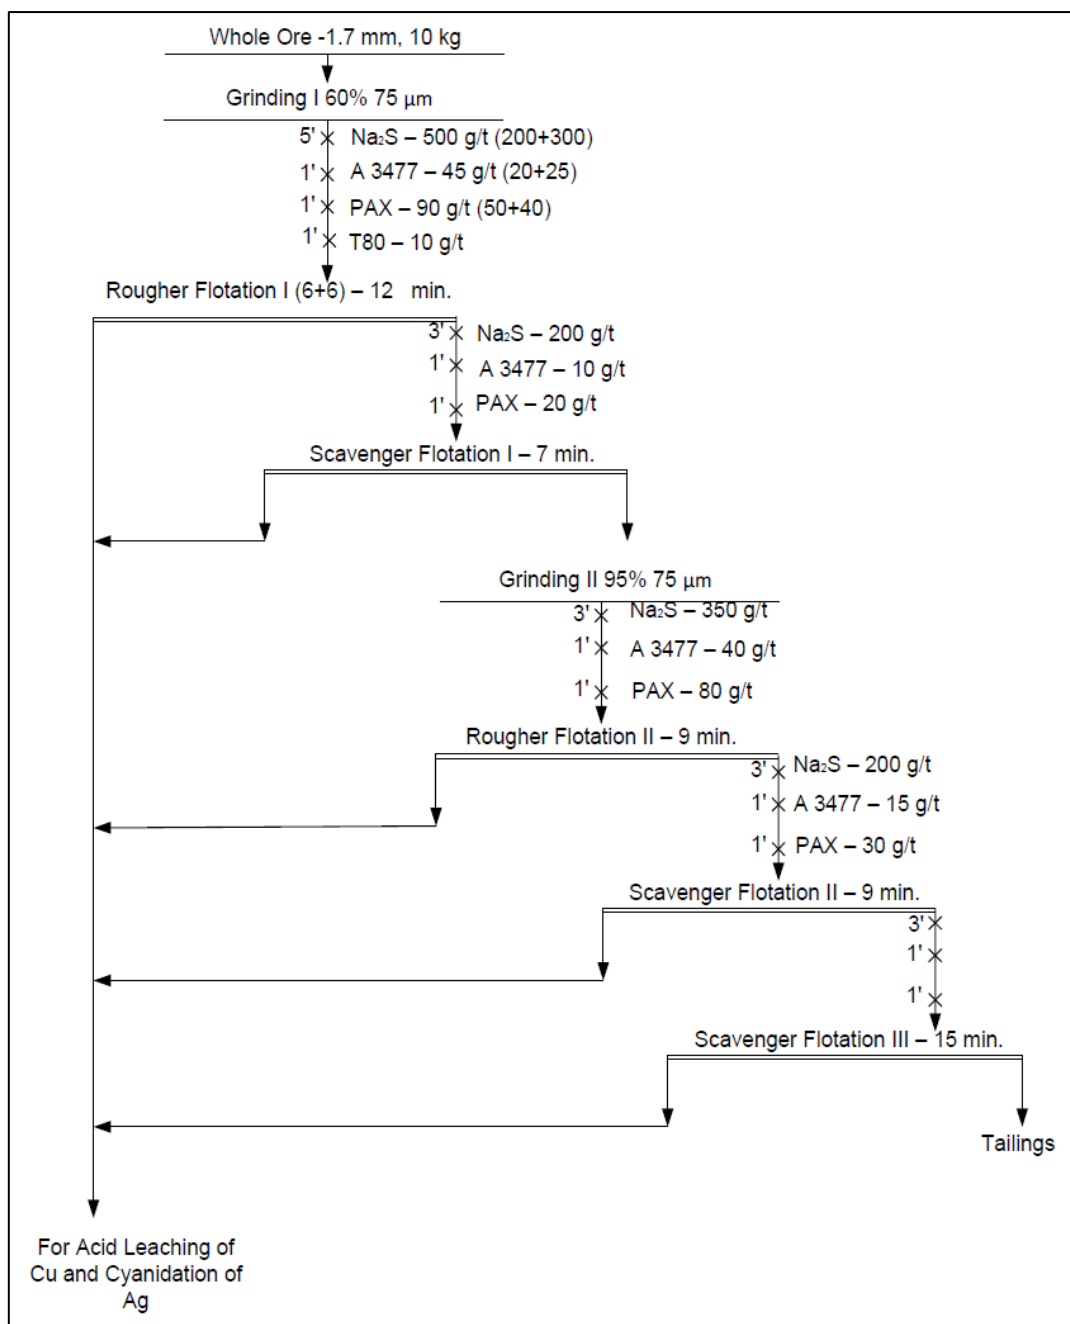 Whole Ore -1.7 mm, 10 kg
Grinding I 60% 75 μm
5' Na₂S – 500 g/t (200+300)
1' A 3477 – 45 g/t (20+25)
1' PAX – 90 g/t (50+40)
1' T80 – 10 g/t
Rougher Flotation I (6+6) – 12 min.
3' Na₂S – 200 g/t
1' A 3477 – 10 g/t
1' PAX – 20 g/t
Scavenger Flotation I – 7 min.
Grinding II 95% 75 μm
3' Na₂S – 350 g/t
1' A 3477 – 40 g/t
1' PAX – 80 g/t
Rougher Flotation II – 9 min.
3' Na₂S – 200 g/t
1' A 3477 – 15 g/t
1' PAX – 30 g/t
Scavenger Flotation II – 9 min.
3'
1'
1'
Scavenger Flotation III – 15 min.
Tailings
For Acid Leaching of
Cu and Cyanidation of
Ag